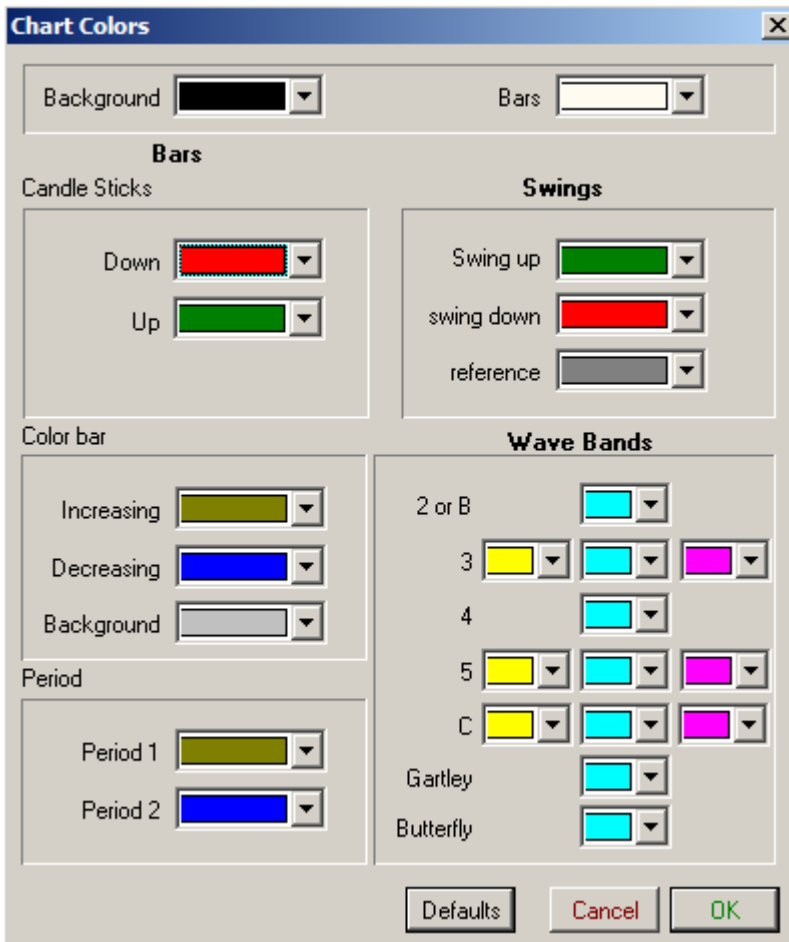 Chart Colors
Background
Bars
Bars
Candle Sticks
Down
Up
Swings
Swing up
swing down
reference
Color bar
Increasing
Decreasing
Background
Period
Period 1
Period 2
Wave Bands
2 or B
3
4
5
C
Gartley
Butterfly
Defaults
Cancel
OK